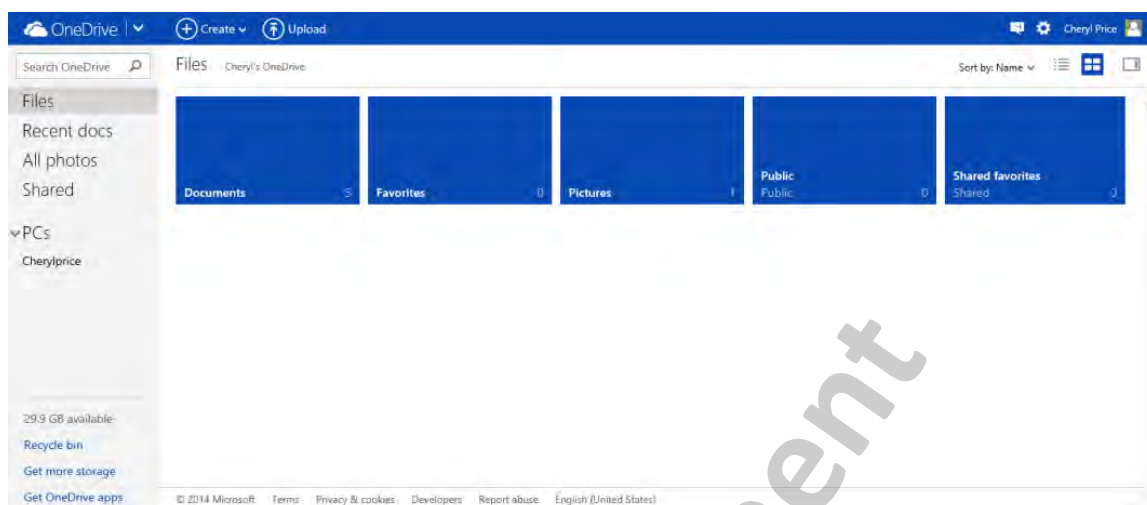 OneDrive Create Upload Cheryl Price
Search OneDrive
Files Cheryl's OneDrive
Sort by: Name
Files
Recent docs
All photos
Shared
PCs
Cherylprice
Documents 5
Favorites 0
Pictures 1
Public
Public 0
Shared favorites
Shared 0
29.9 GB available
Recycle bin
Get more storage
Get OneDrive apps
© 2014 Microsoft Terms Privacy & cookies Developers Report abuse English (United States)